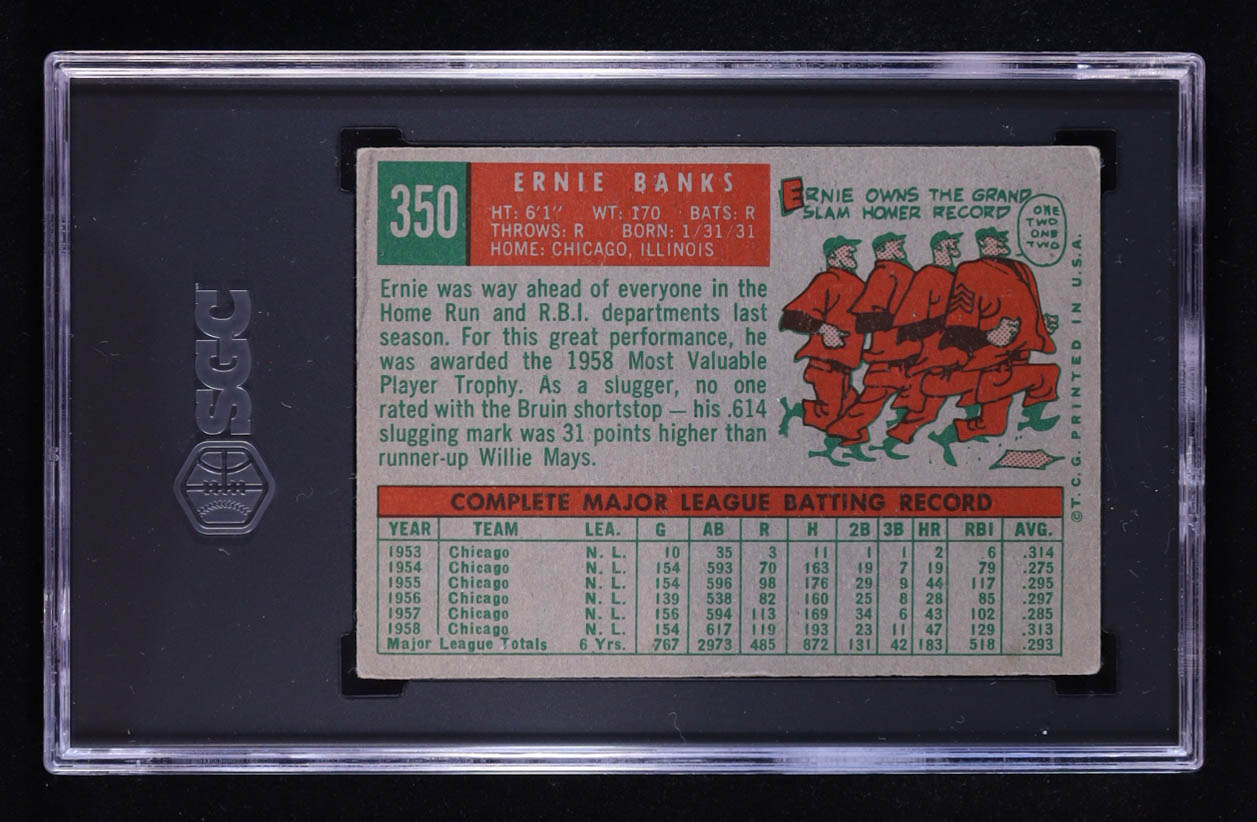 350
ERNIE BANKS
HT: 6'1" WT: 170 BATS: R
THROWS: R BORN: 1/31/31
HOME: CHICAGO, ILLINOIS
Ernie was way ahead of everyone in the
Home Run and R.B.I. departments last
season. For this great performance, he
was awarded the 1958 Most Valuable
Player Trophy. As a slugger, no one
rated with the Bruin shortstop — his .614
slugging mark was 31 points higher than
runner-up Willie Mays.
ERNIE OWNS THE GRAND
SLAM HOMER RECORD
ONE
TWO
ONE
TWO
©T.C.G. PRINTED IN U.S.A.
COMPLETE MAJOR LEAGUE BATTING RECORD
YEAR TEAM LEA. G AB R H 2B 3B HR RBI AVG.
1953 Chicago N. L. 10 35 3 11 1 1 2 6 .314
1954 Chicago N. L. 154 593 70 163 19 7 19 79 .275
1955 Chicago N. L. 154 596 98 176 29 9 44 117 .295
1956 Chicago N. L. 139 538 82 160 25 8 28 85 .297
1957 Chicago N. L. 156 594 113 169 34 6 43 102 .285
1958 Chicago N. L. 154 617 119 193 23 11 47 129 .313
Major League Totals 6 Yrs. 767 2973 485 872 131 42 183 518 .293
SGC